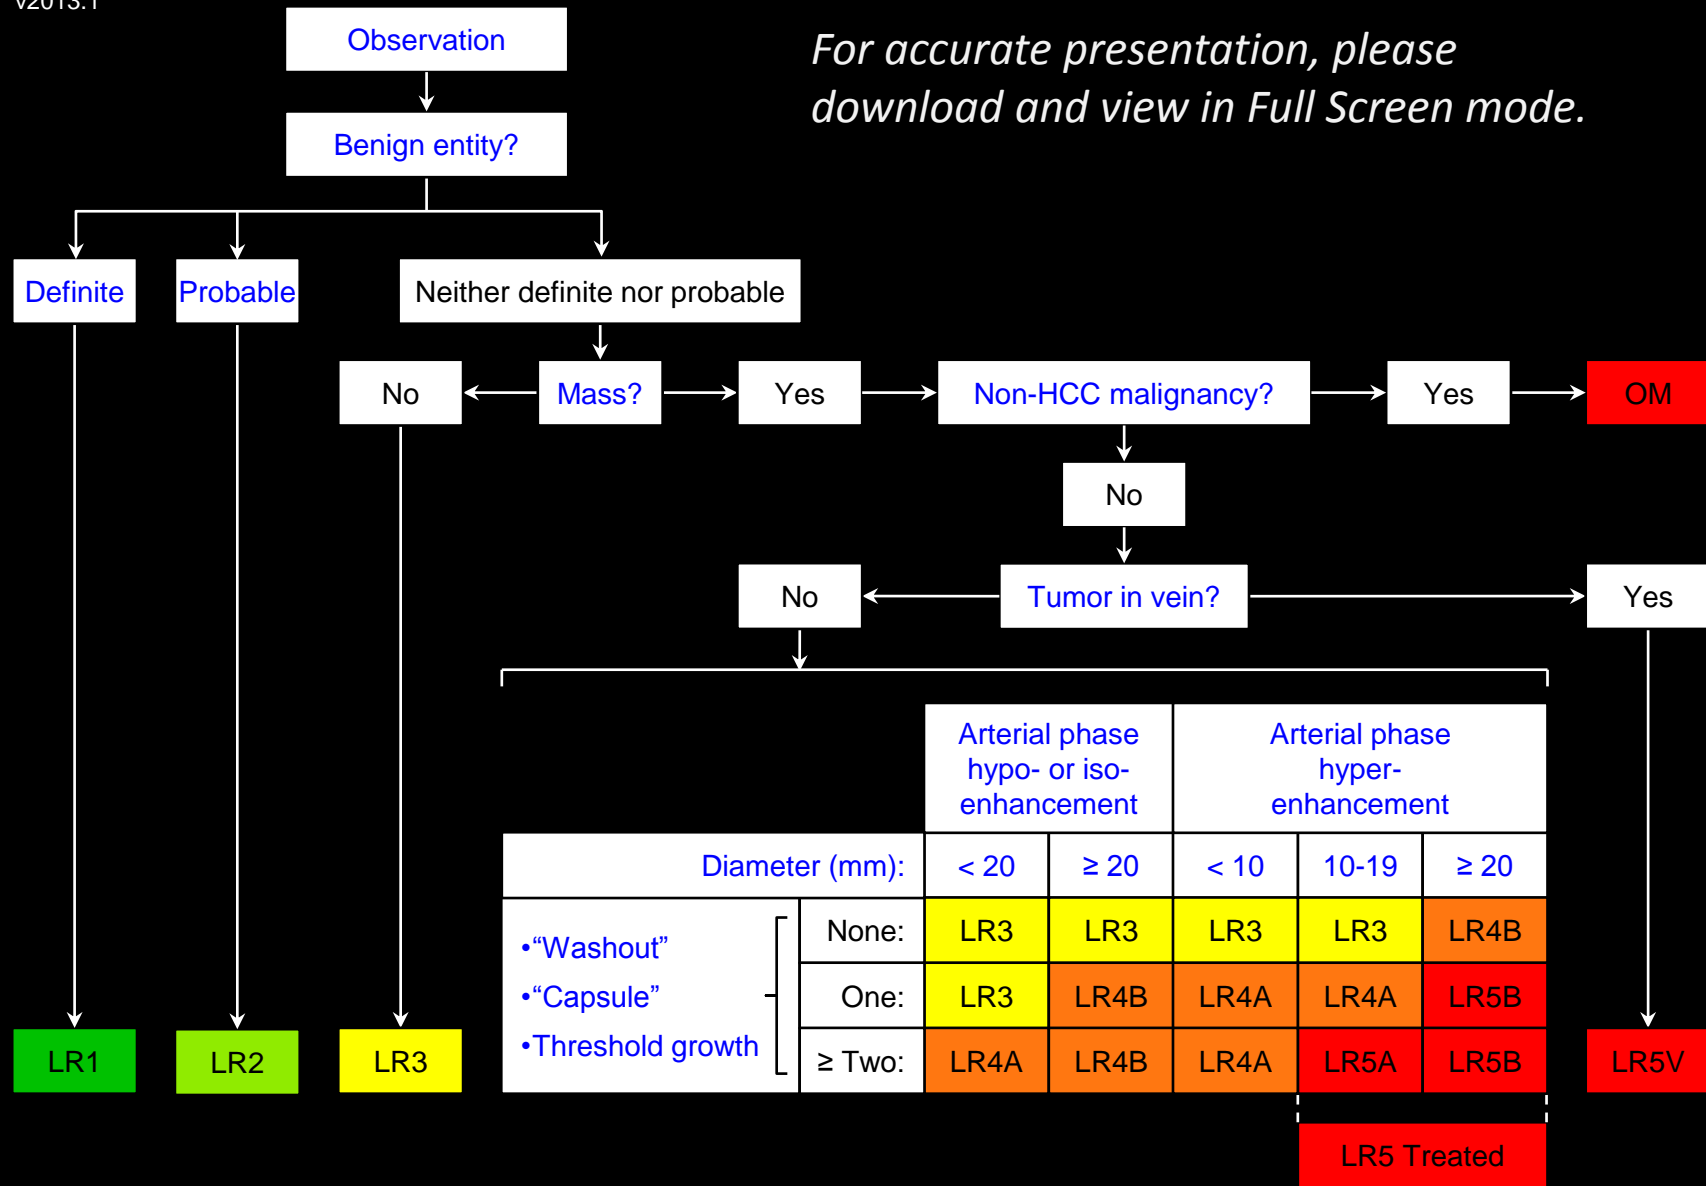 v2013.1
Observation
For accurate presentation, please
download and view in Full Screen mode.
Benign entity?
Definite
Probable
Neither definite nor probable
No
Mass?
Yes
Non-HCC malignancy?
Yes
OM
No
No
Tumor in vein?
Yes
Arterial phase
hypo- or iso-
enhancement
Arterial phase
hyper-
enhancement
Diameter (mm):
< 20
≥ 20
< 10
10-19
≥ 20
•“Washout”
•“Capsule”
•Threshold growth
None:
LR3
LR3
LR3
LR3
LR4B
One:
LR3
LR4B
LR4A
LR4A
LR5B
≥ Two:
LR4A
LR4B
LR4A
LR5A
LR5B
LR1
LR2
LR3
LR5V
LR5 Treated